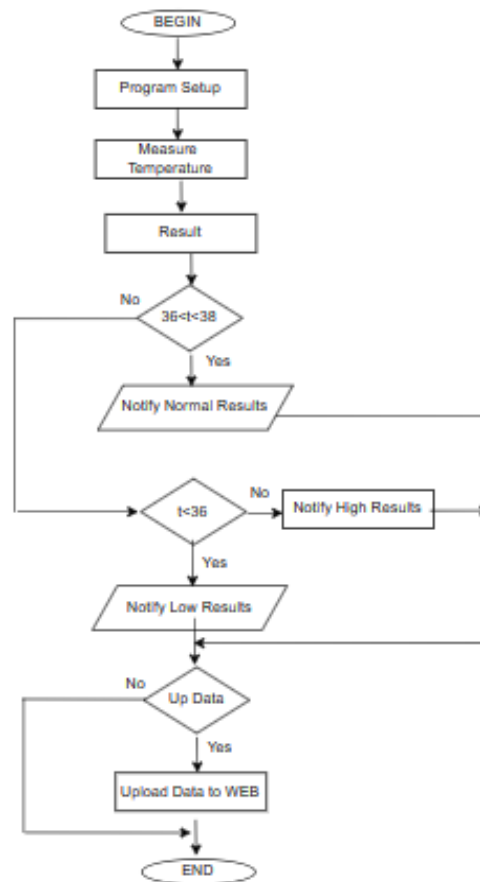 BEGIN
Program Setup
Measure
Temperature
Result
No
36<t<38
Yes
Notify Normal Results
t<36
No
Notify High Results
Yes
Notify Low Results
No
Up Data
Yes
Upload Data to WEB
END